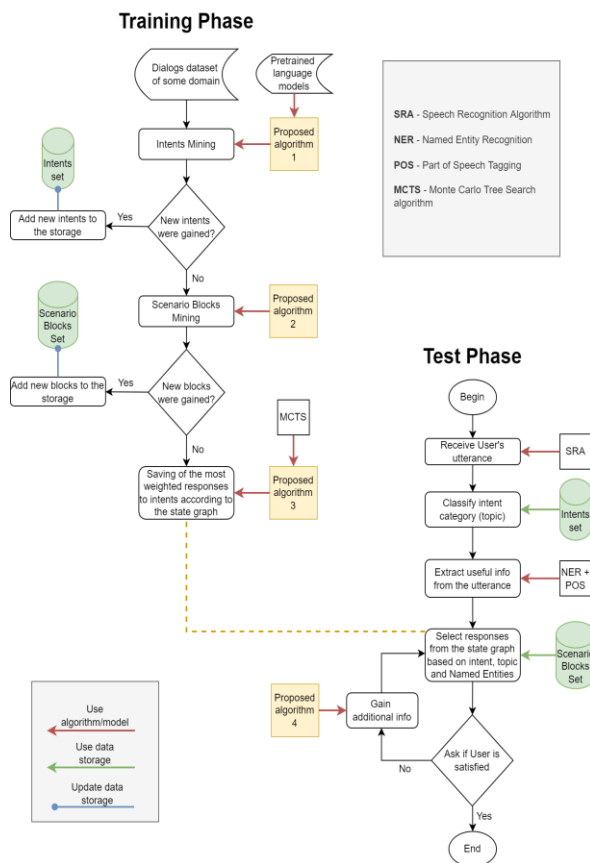 Training Phase
Dialogs dataset
of some domain
Pretrained
language
models
Intents Mining
Proposed
algorithm
1
Intents
set
Add new intents to
the storage
Yes
New intents
were gained?
No
Scenario Blocks
Mining
Proposed
algorithm
2
Scenario
Blocks
Set
Add new blocks to the
storage
Yes
New blocks
were gained?
No
MCTS
Saving of the most
weighted responses
to intents according to
the state graph
Proposed
algorithm
3
SRA - Speech Recognition Algorithm
NER - Named Entity Recognition
POS - Part of Speech Tagging
MCTS - Monte Carlo Tree Search
algorithm
Test Phase
Begin
Receive User's
utterance
SRA
Classify intent
category (topic)
Intents
set
Extract useful info
from the utterance
NER +
POS
Select responses
from the state graph
based on intent, topic
and Named Entities
Scenario
Blocks
Set
Proposed
algorithm
4
Gain
additional info
Ask if User is
satisfied
No
Yes
End
Use
algorithm/model
Use data
storage
Update data
storage